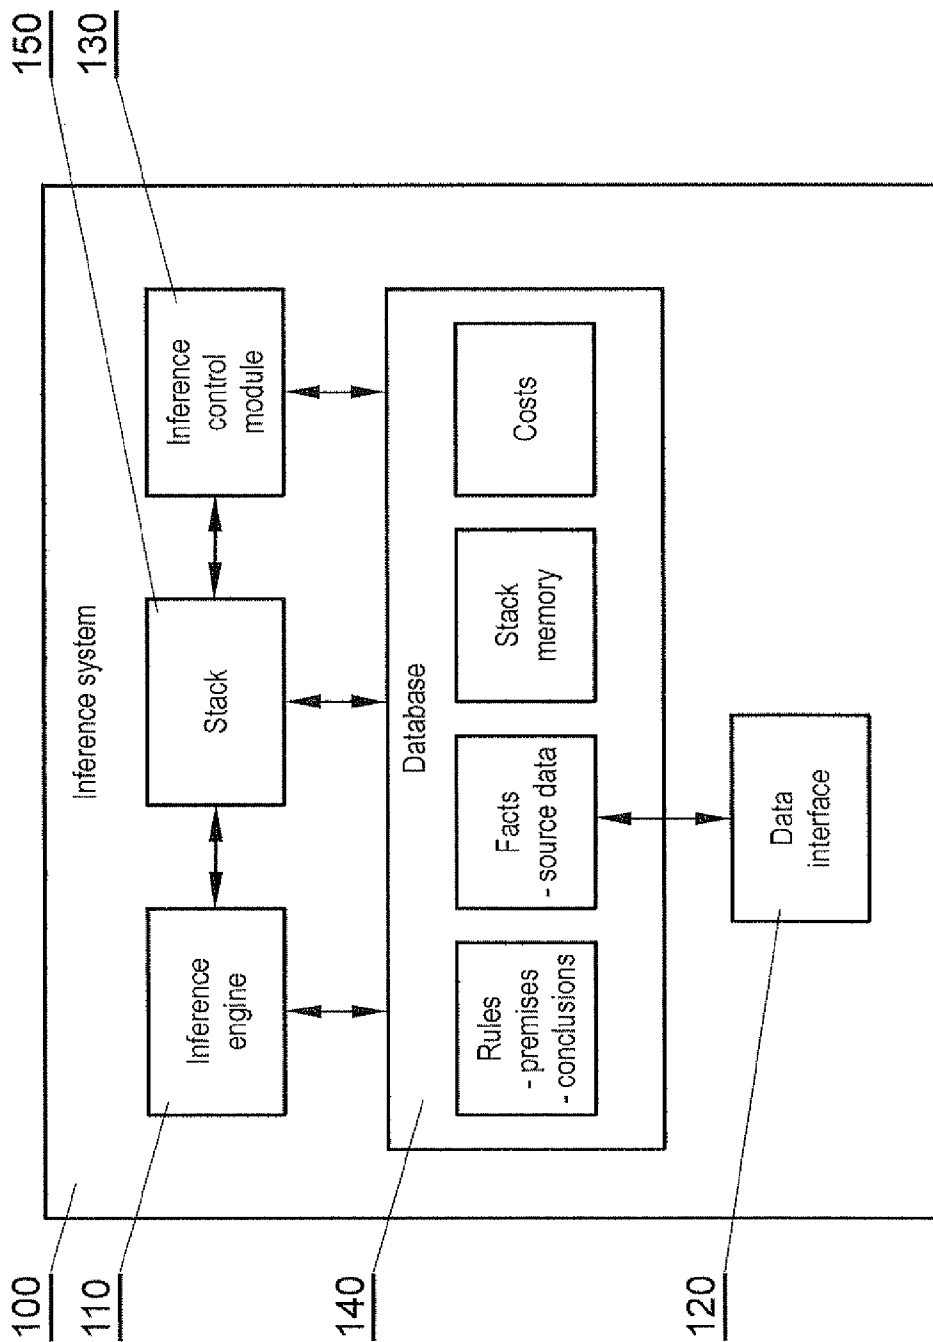 150
130
Inference system
Inference
engine
Stack
Inference
control
module
Database
Rules
- premises
- conclusions
Facts
- source data
Stack
memory
Costs
Data
interface
100
110
140
120